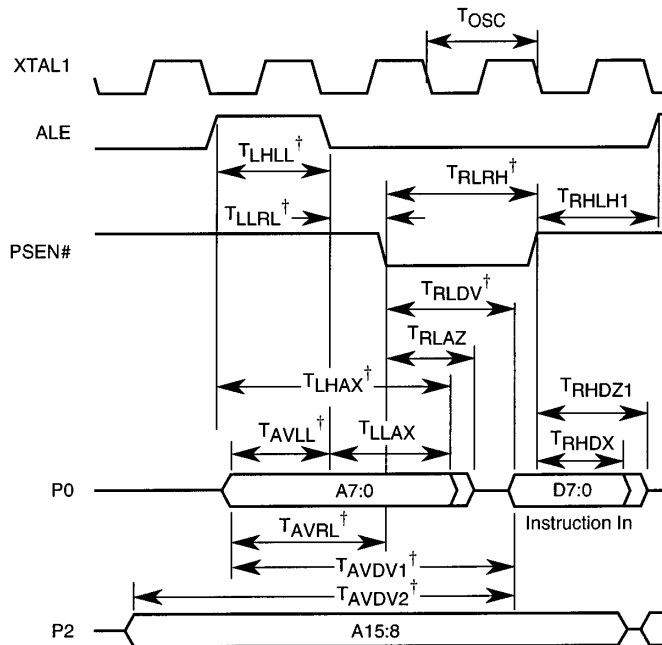 TOSC
XTAL1
ALE
TLHLL†
TRLRH†
TRHLH1
TLLRL†
PSEN#
TRLDV†
TRLAZ
TLHAX†
TRHDZ1
TAVLL†
TLLAX
TRHDX
P0
A7:0
D7:0
Instruction In
TAVRL†
TAVDV1†
TAVDV2†
P2
A15:8